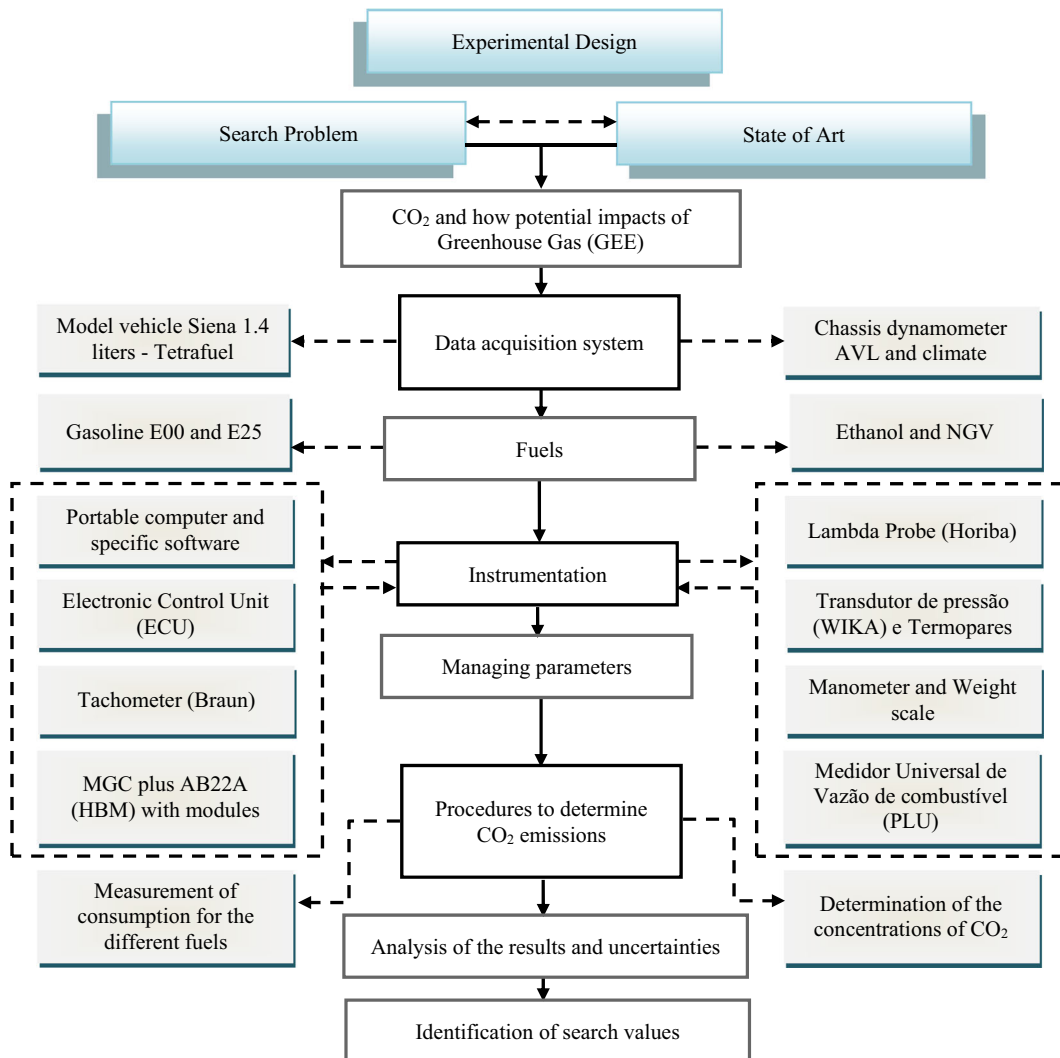 Experimental Design
Search Problem
State of Art
CO₂ and how potential impacts of
Greenhouse Gas (GEE)
Model vehicle Siena 1.4
liters - Tetrafuel
Data acquisition system
Chassis dynamometer
AVL and climate
Gasoline E00 and E25
Fuels
Ethanol and NGV
Portable computer and
specific software
Instrumentation
Lambda Probe (Horiba)
Electronic Control Unit
(ECU)
Transdutor de pressão
(WIKA) e Termopares
Managing parameters
Tachometer (Braun)
Manometer and Weight
scale
MGC plus AB22A
(HBM) with modules
Procedures to determine
CO₂ emissions
Medidor Universal de
Vazão de combustível
(PLU)
Measurement of
consumption for the
different fuels
Determination of the
concentrations of CO₂
Analysis of the results and uncertainties
Identification of search values